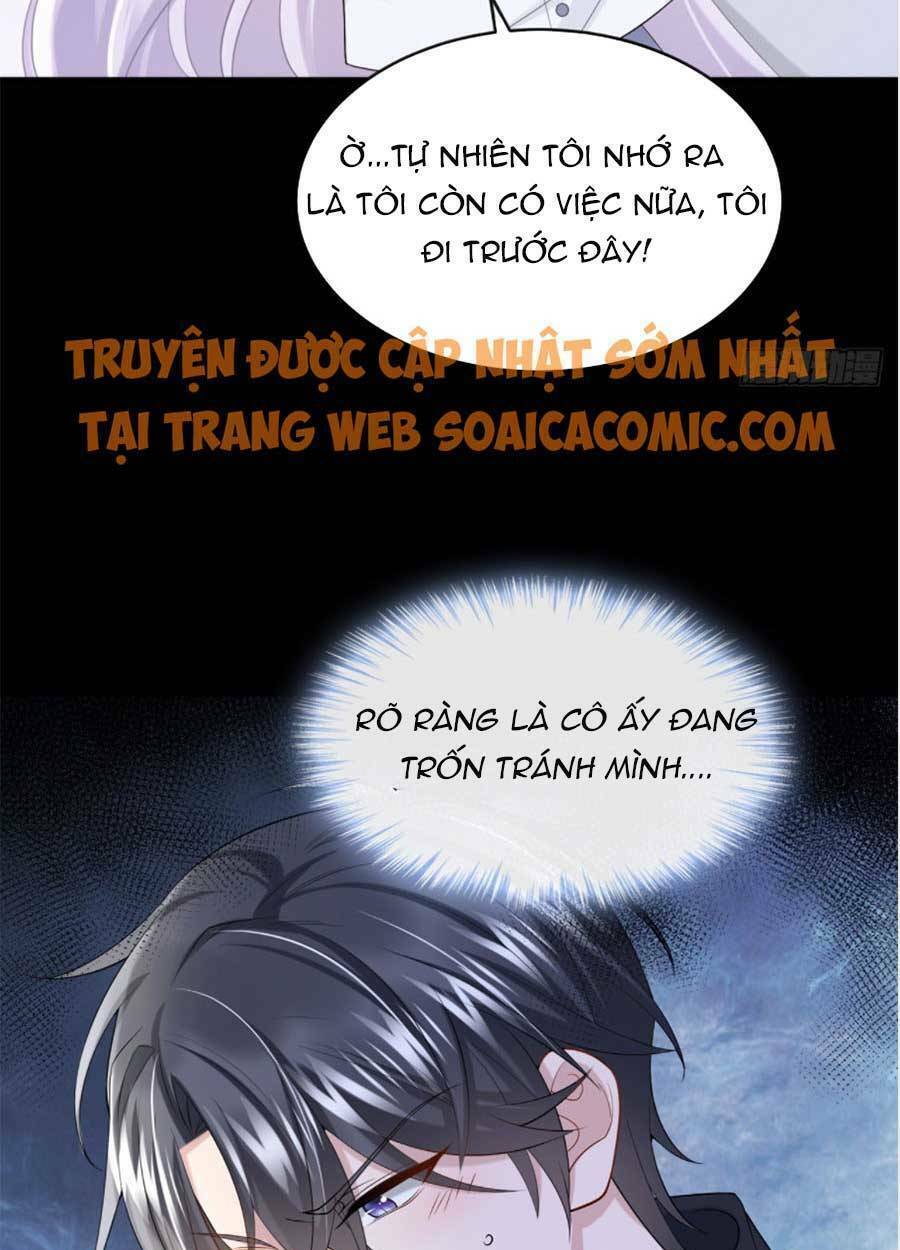 Ờ...TỰ NHIÊN TÔI NHỚ RA
LÀ TÔI CÒN CÓ VIỆC NỮA, TÔI
ĐI TRƯỚC ĐÂY!
TRUYỆN ĐƯỢC CẬP NHẬT SỚM NHẤT
TẠI TRANG WEB SOAICACOMIC.COM
RÕ RÀNG LÀ CÔ ẤY ĐANG
TRỐN TRÁNH MÌNH....